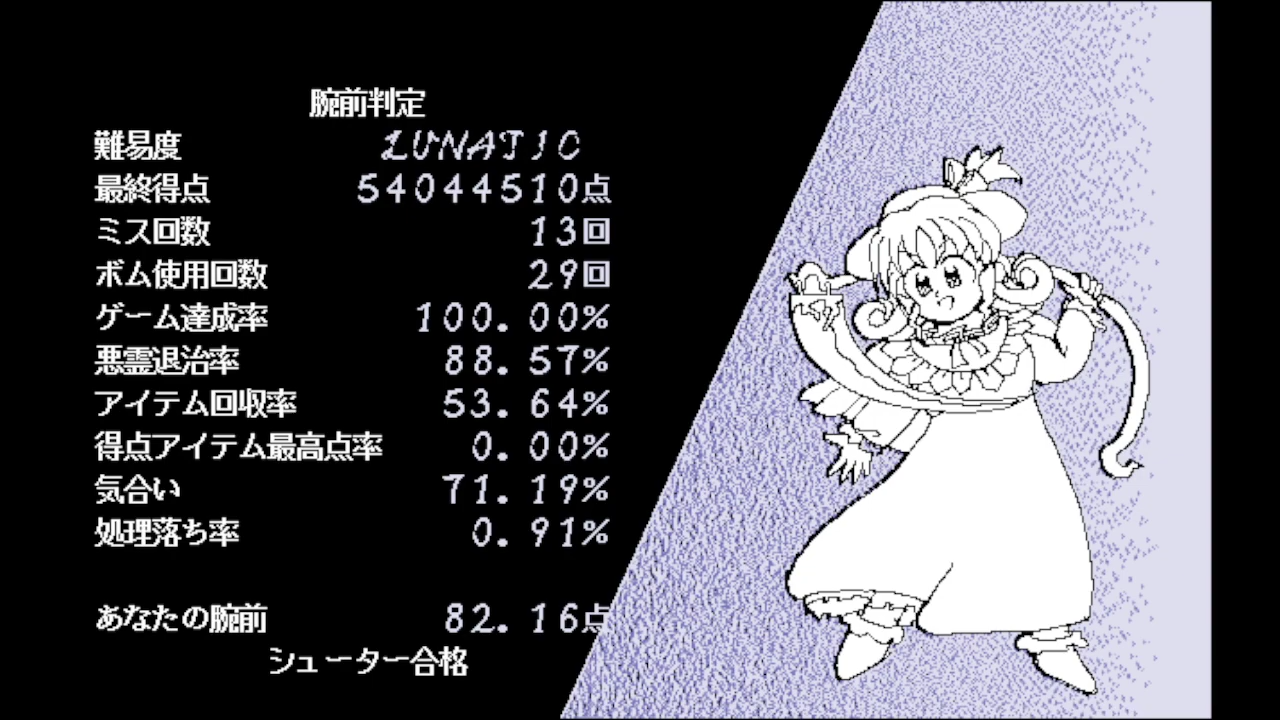 腕前判定
難易度 LUNATIC
最終得点 54044510点
ミス回数 13回
ボム使用回数 29回
ゲーム達成率 100.00%
悪霊退治率 88.57%
アイテム回収率 53.64%
得点アイテム最高点率 0.00%
気合い 71.19%
処理落ち率 0.91%
あなたの腕前 82.16点
シューター合格